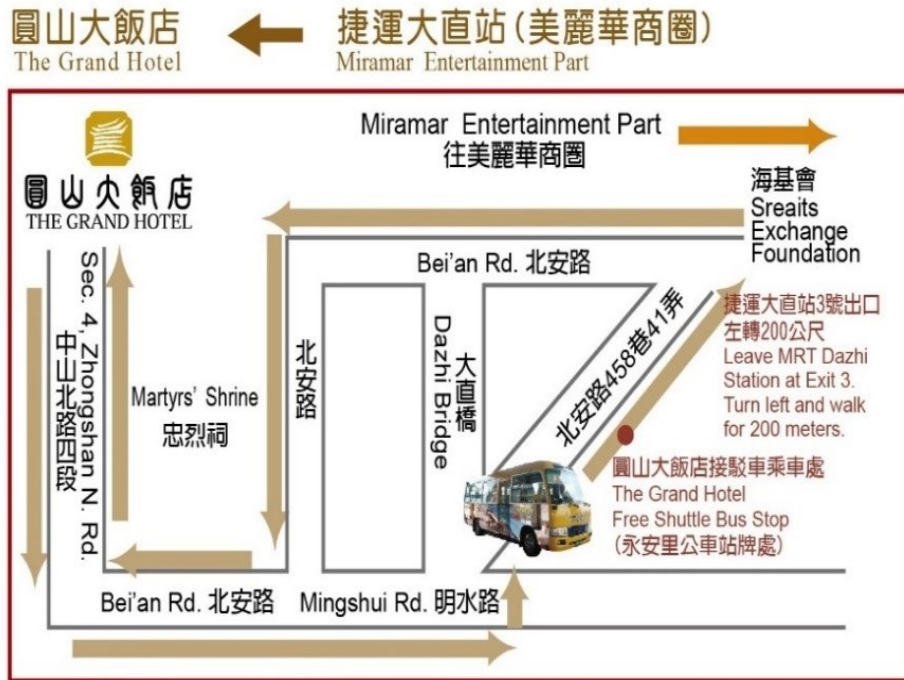 圓山大飯店
The Grand Hotel
捷運大直站(美麗華商圈)
Miramar Entertainment Part
圓山大飯店
THE GRAND HOTEL
Miramar Entertainment Part
往美麗華商圈
海基會
Sreaits
Exchange
Foundation
Bei'an Rd. 北安路
捷運大直站3號出口
左轉200公尺
Leave MRT Dazhi
Station at Exit 3.
Turn left and walk
for 200 meters.
Sec. 4, Zhongshan N. Rd.
中山北路四段
Martyrs' Shrine
忠烈祠
北安路
Dazhi Bridge
大直橋
北安路458巷41弄
圓山大飯店接駁車乘車處
The Grand Hotel
Free Shuttle Bus Stop
(永安里公車站牌處)
Bei'an Rd. 北安路
Mingshui Rd. 明水路